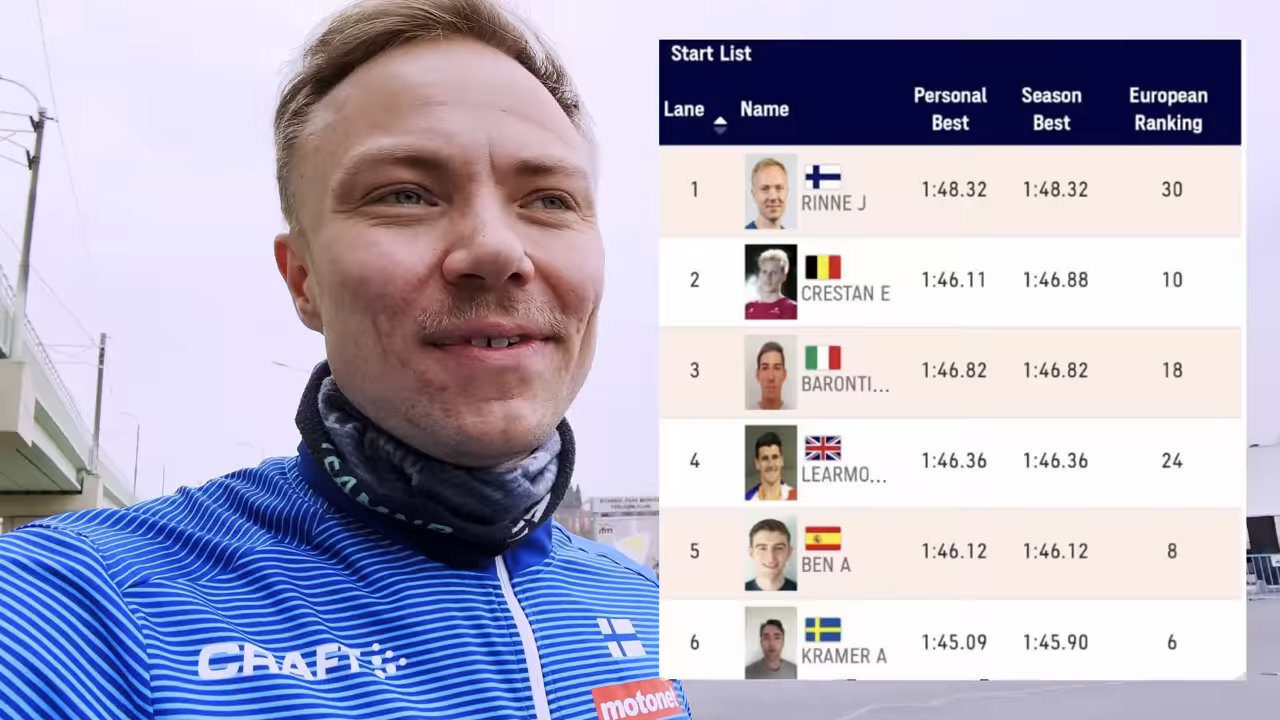 Start List
Lane Name Personal Best Season Best European Ranking
1 RINNE J 1:48.32 1:48.32 30
2 CRESTAN E 1:46.11 1:46.88 10
3 BARONTI... 1:46.82 1:46.82 18
4 LEARMO... 1:46.36 1:46.36 24
5 BEN A 1:46.12 1:46.12 8
6 KRAMER A 1:45.09 1:45.90 6
CRAFT
motonet